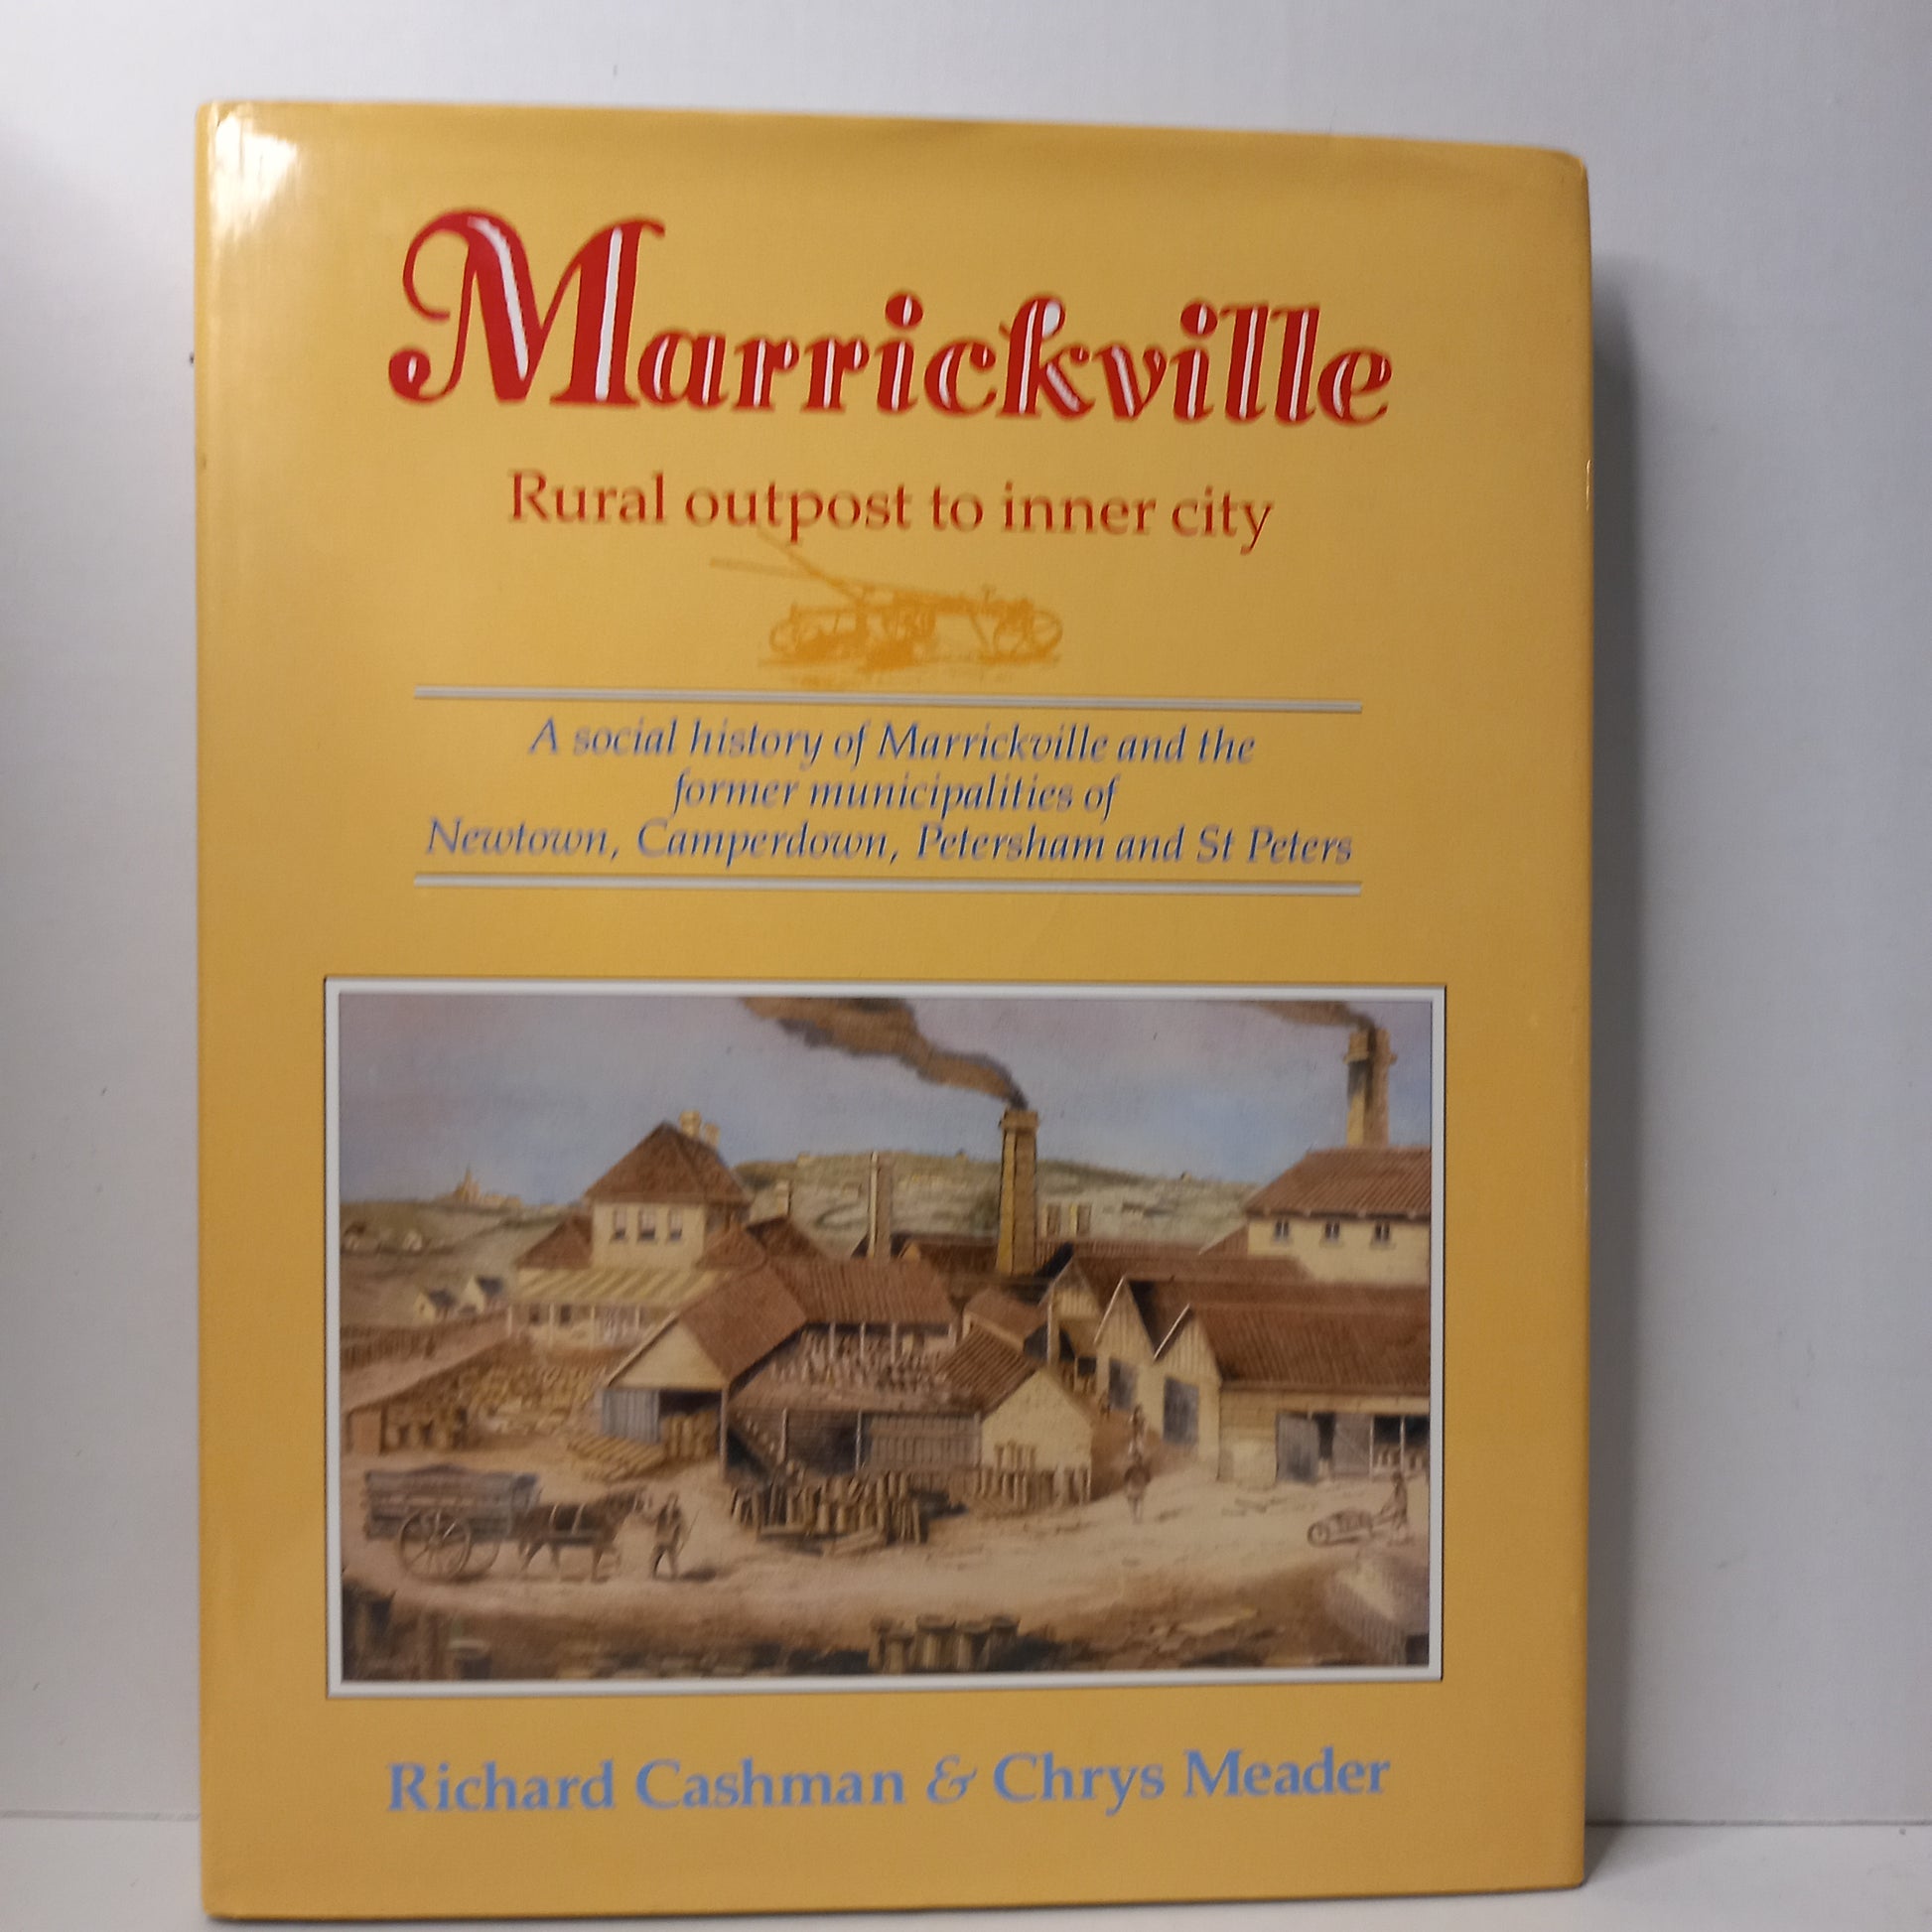 Marrickville
Rural outpost to inner city
A social history of Marrickville and the
former municipalities of
Newtown, Camperdown, Petersham and St Peters
Richard Cashman & Chrys Meader